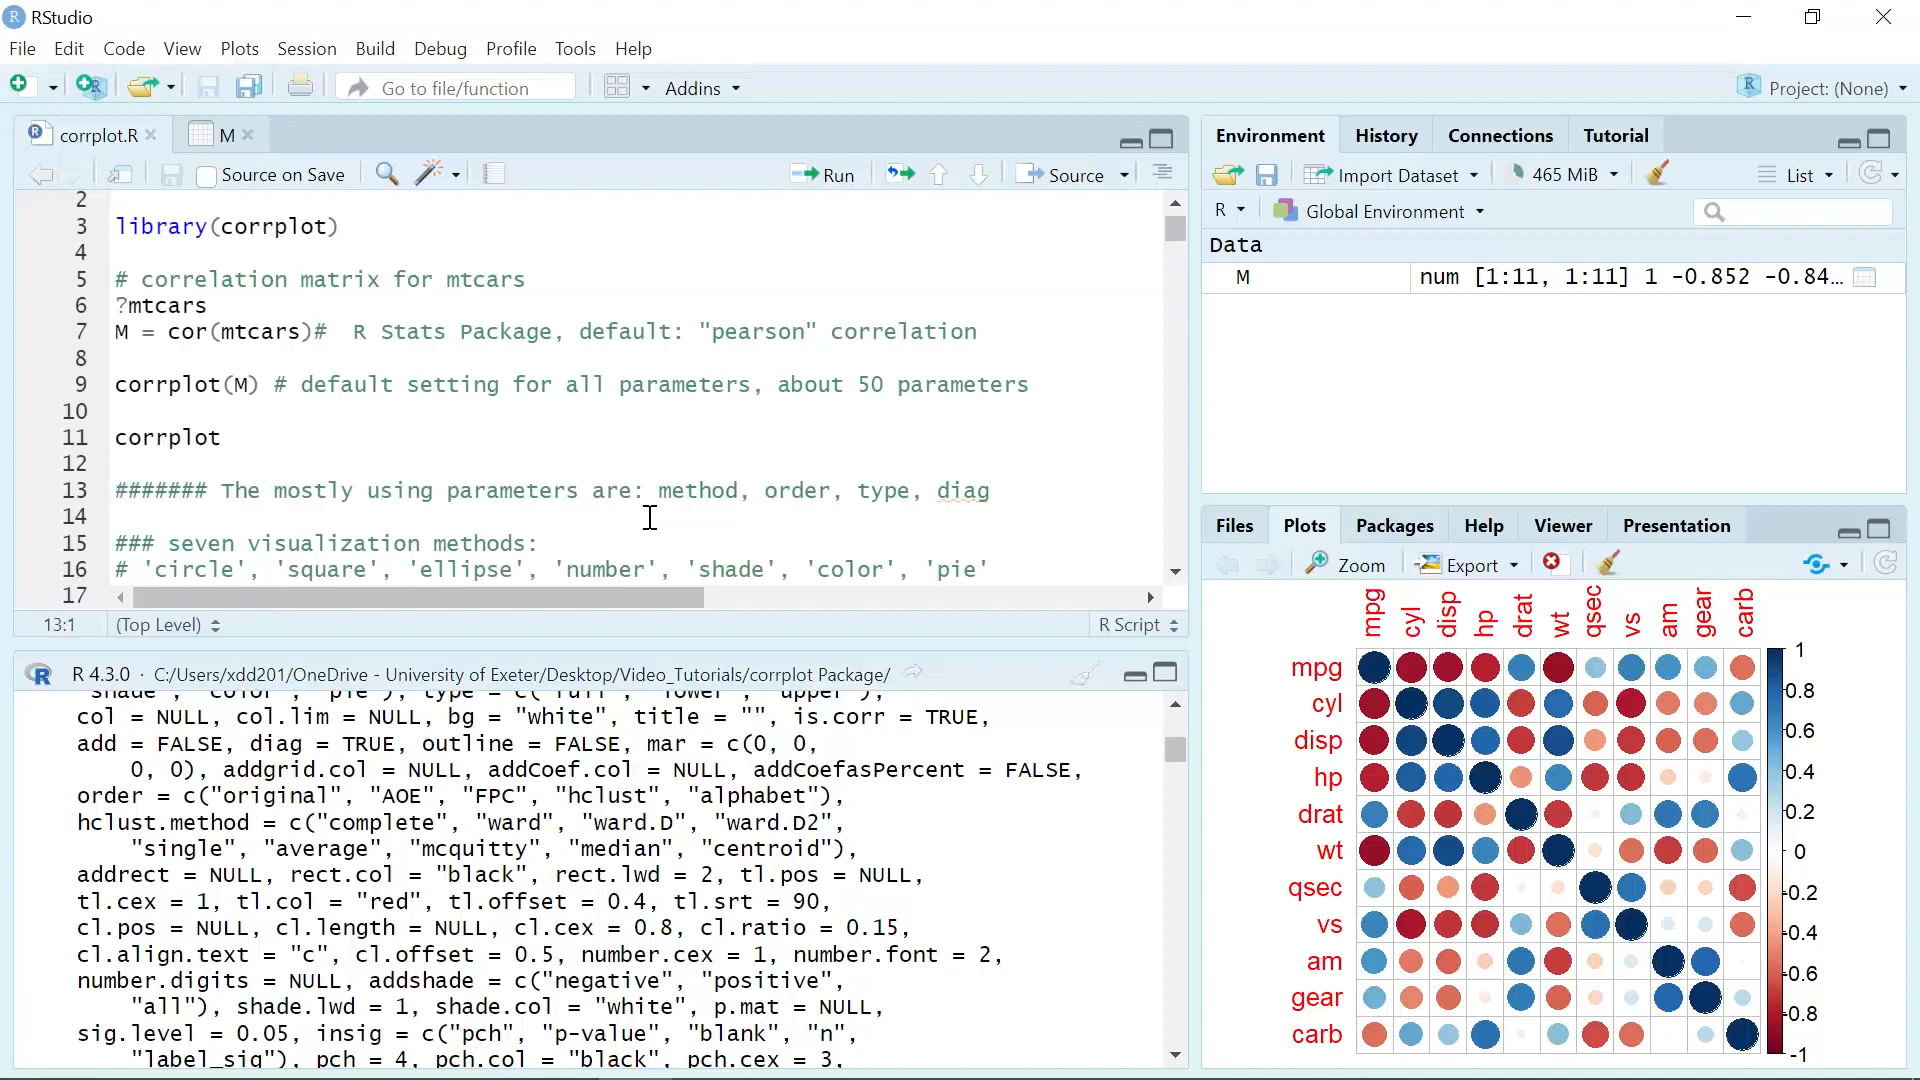 RStudio
File Edit Code View Plots Session Build Debug Profile Tools Help
Go to file/function
Addins
Project: (None)
corrplot.R
M
Source on Save
Run
Source
2
3 library(corrplot)
4
5 # correlation matrix for mtcars
6 ?mtcars
7 M = cor(mtcars)#  R Stats Package, default: "pearson" correlation
8
9 corrplot(M) # default setting for all parameters, about 50 parameters
10
11 corrplot
12
13 ####### The mostly using parameters are: method, order, type, diag
14
15 ### seven visualization methods:
16 # 'circle', 'square', 'ellipse', 'number', 'shade', 'color', 'pie'
17
13:1 (Top Level) R Script
R 4.3.0 · C:/Users/xdd201/OneDrive - University of Exeter/Desktop/Video_Tutorials/corrplot Package/
"shade", "color", "pie"), type = c("full", "lower", "upper"),
col = NULL, col.lim = NULL, bg = "white", title = "", is.corr = TRUE,
add = FALSE, diag = TRUE, outline = FALSE, mar = c(0, 0,
0, 0), addgrid.col = NULL, addCoef.col = NULL, addCoefasPercent = FALSE,
order = c("original", "AOE", "FPC", "hclust", "alphabet"),
hclust.method = c("complete", "ward", "ward.D", "ward.D2",
"single", "average", "mcquitty", "median", "centroid"),
addrect = NULL, rect.col = "black", rect.lwd = 2, tl.pos = NULL,
tl.cex = 1, tl.col = "red", tl.offset = 0.4, tl.srt = 90,
cl.pos = NULL, cl.length = NULL, cl.cex = 0.8, cl.ratio = 0.15,
cl.align.text = "c", cl.offset = 0.5, number.cex = 1, number.font = 2,
number.digits = NULL, addshade = c("negative", "positive",
"all"), shade.lwd = 1, shade.col = "white", p.mat = NULL,
sig.level = 0.05, insig = c("pch", "p-value", "blank", "n",
"label_sig"), pch = 4, pch.col = "black", pch.cex = 3,
Environment History Connections Tutorial
Import Dataset 465 MiB List
R Global Environment
Data
M num [1:11, 1:11] 1 -0.852 -0.84…
Files Plots Packages Help Viewer Presentation
Zoom Export
mpg cyl disp hp drat wt qsec vs am gear carb
mpg
cyl
disp
hp
drat
wt
qsec
vs
am
gear
carb
1
0.8
0.6
0.4
0.2
0
-0.2
-0.4
-0.6
-0.8
-1